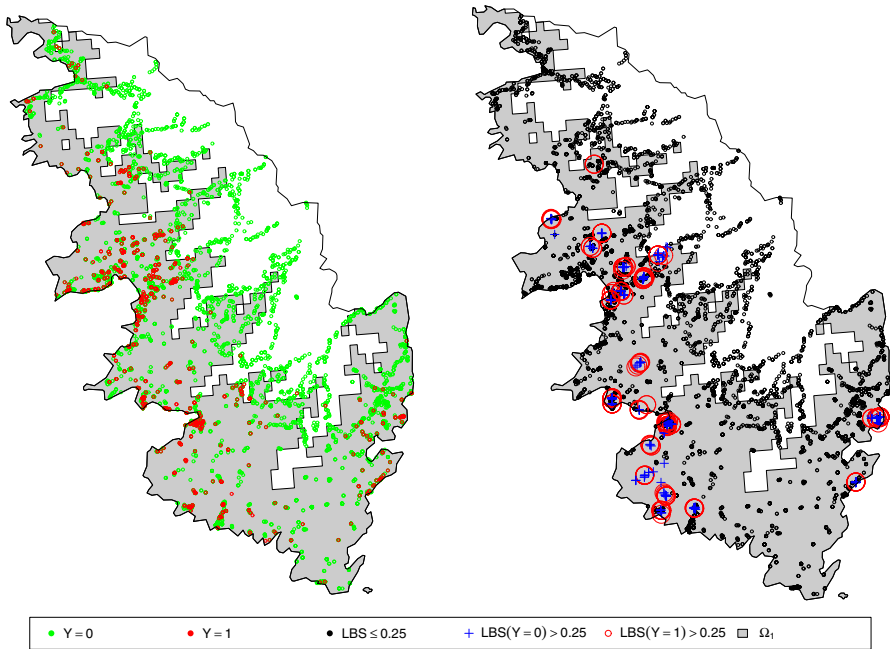 Y = 0 Y = 1 LBS ≤ 0.25 LBS(Y = 0) > 0.25 LBS(Y = 1) > 0.25 Ω₁